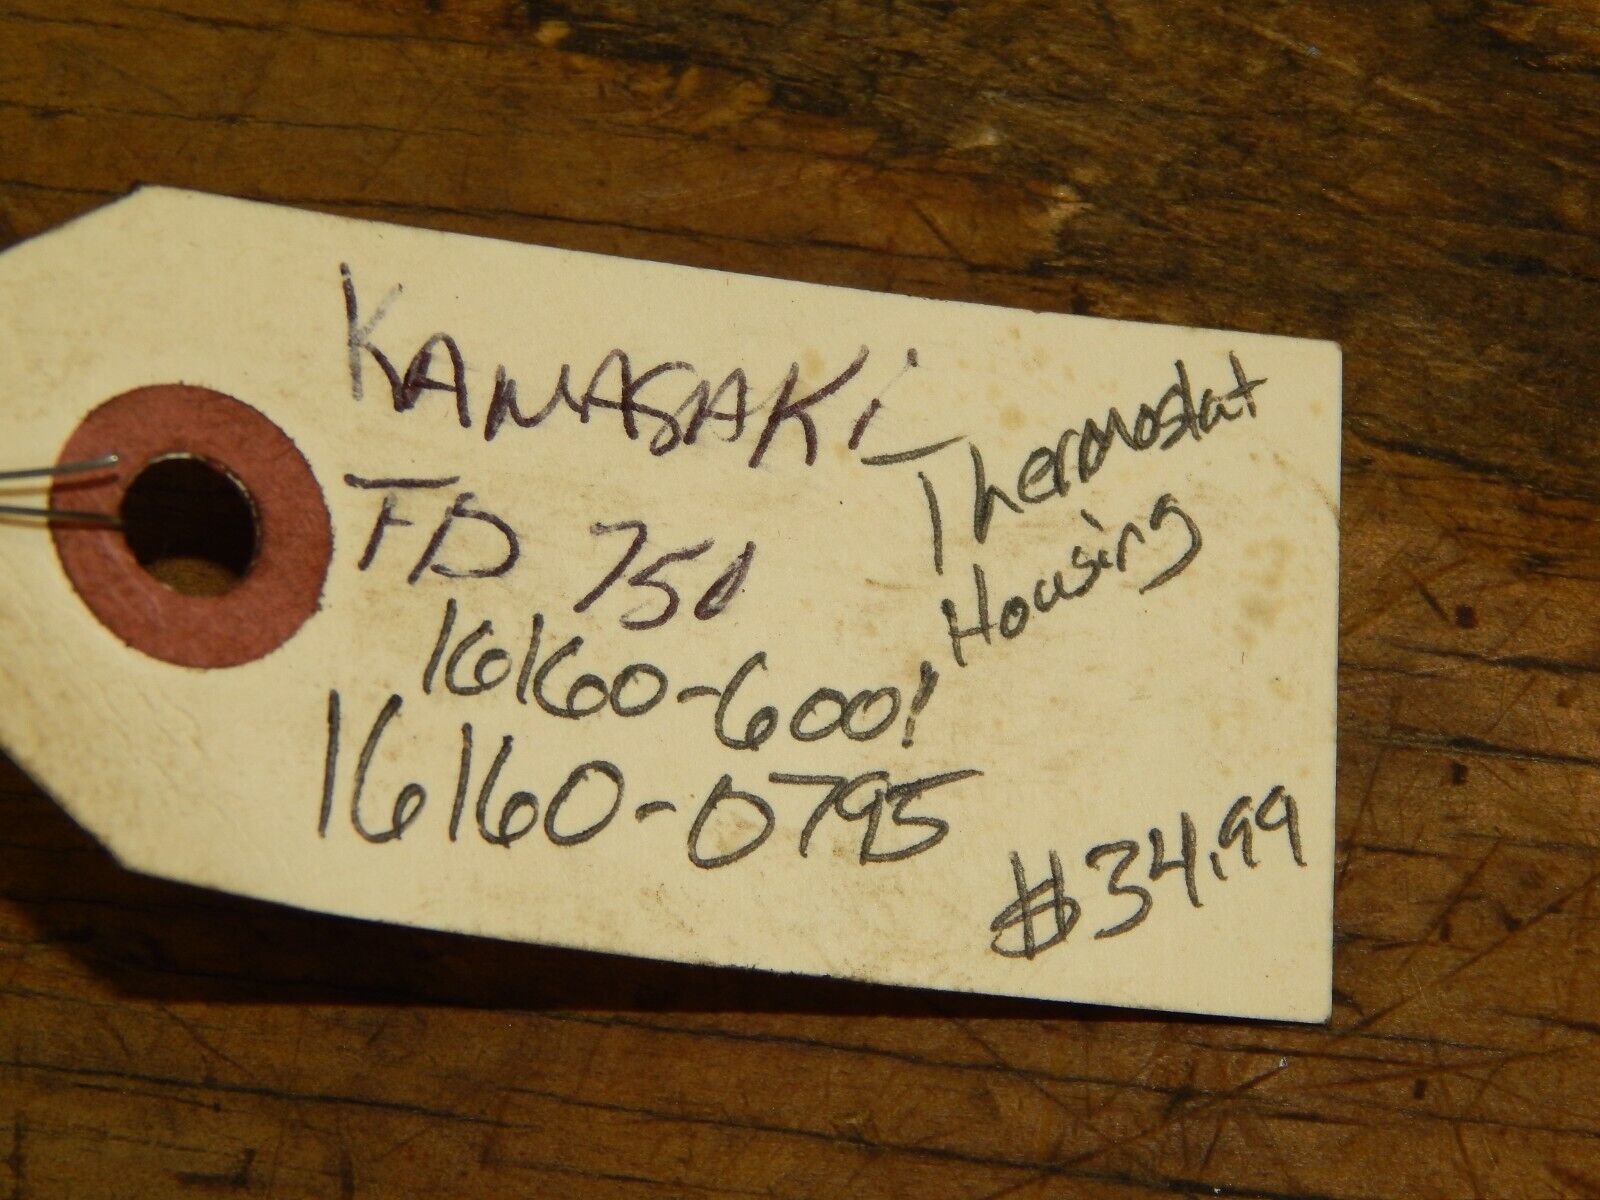 KAWASAKi
FD 750
Thermostat
Housing
16160-6001
16160-0795
$34.99